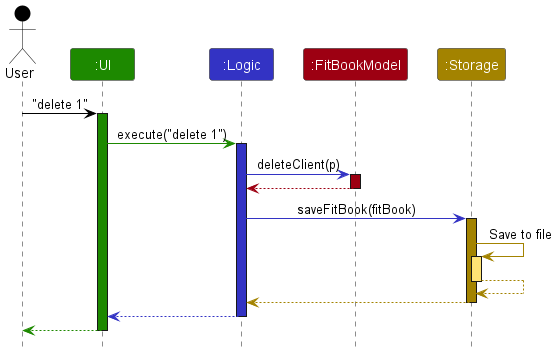 User
:UI
:Logic
:FitBookModel
:Storage
"delete 1"
execute("delete 1")
deleteClient(p)
saveFitBook(fitBook)
Save to file